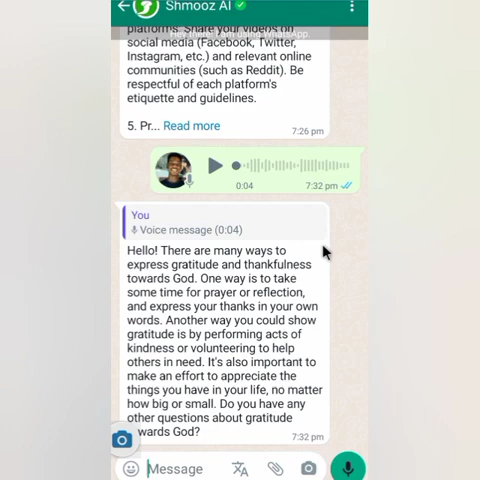 Shmooz AI
Hey there! I am using WhatsApp.
platforms. Share your videos on
social media (Facebook, Twitter,
Instagram, etc.) and relevant online
communities (such as Reddit). Be
respectful of each platform's
etiquette and guidelines.
5. Pr... Read more
7:26 pm
0:04
7:32 pm
You
Voice message (0:04)
Hello! There are many ways to
express gratitude and thankfulness
towards God. One way is to take
some time for prayer or reflection,
and express your thanks in your own
words. Another way you could show
gratitude is by performing acts of
kindness or volunteering to help
others in need. It's also important to
make an effort to appreciate the
things you have in your life, no matter
how big or small. Do you have any
other questions about gratitude
towards God?
7:32 pm
Message